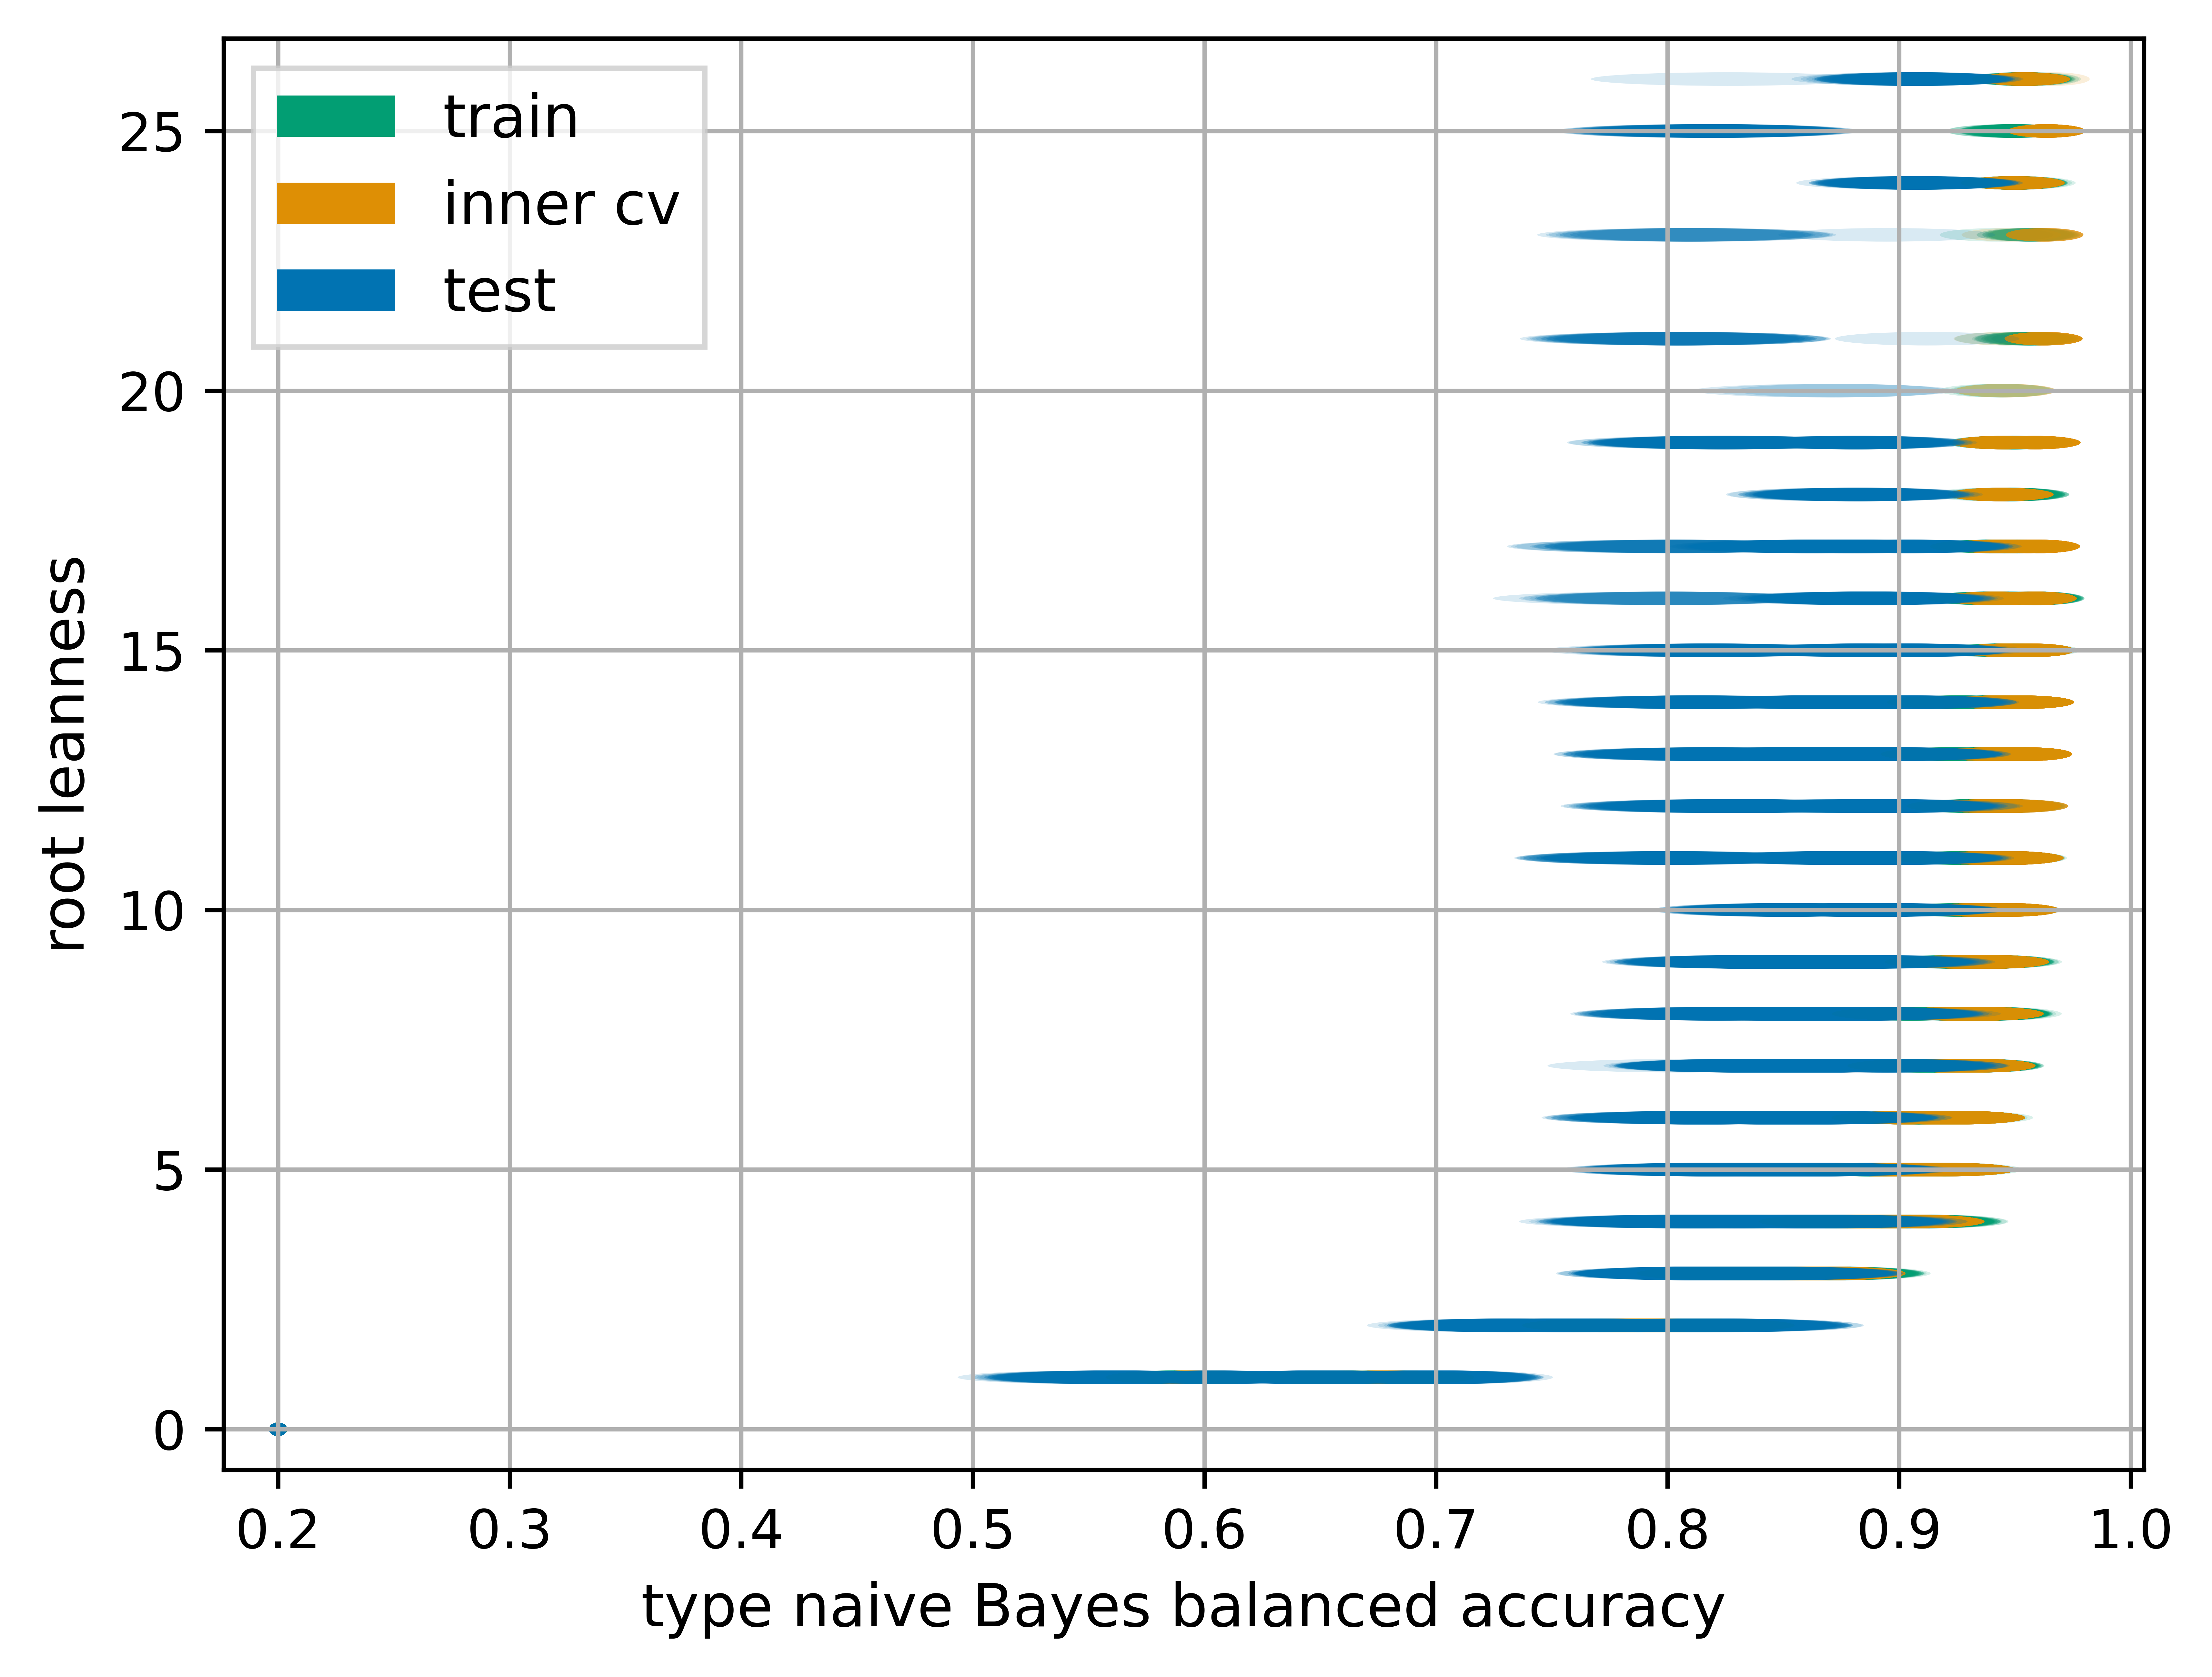 train
inner cv
test
25
20
15
10
5
0
root leanness
0.2 0.3 0.4 0.5 0.6 0.7 0.8 0.9 1.0
type naive Bayes balanced accuracy